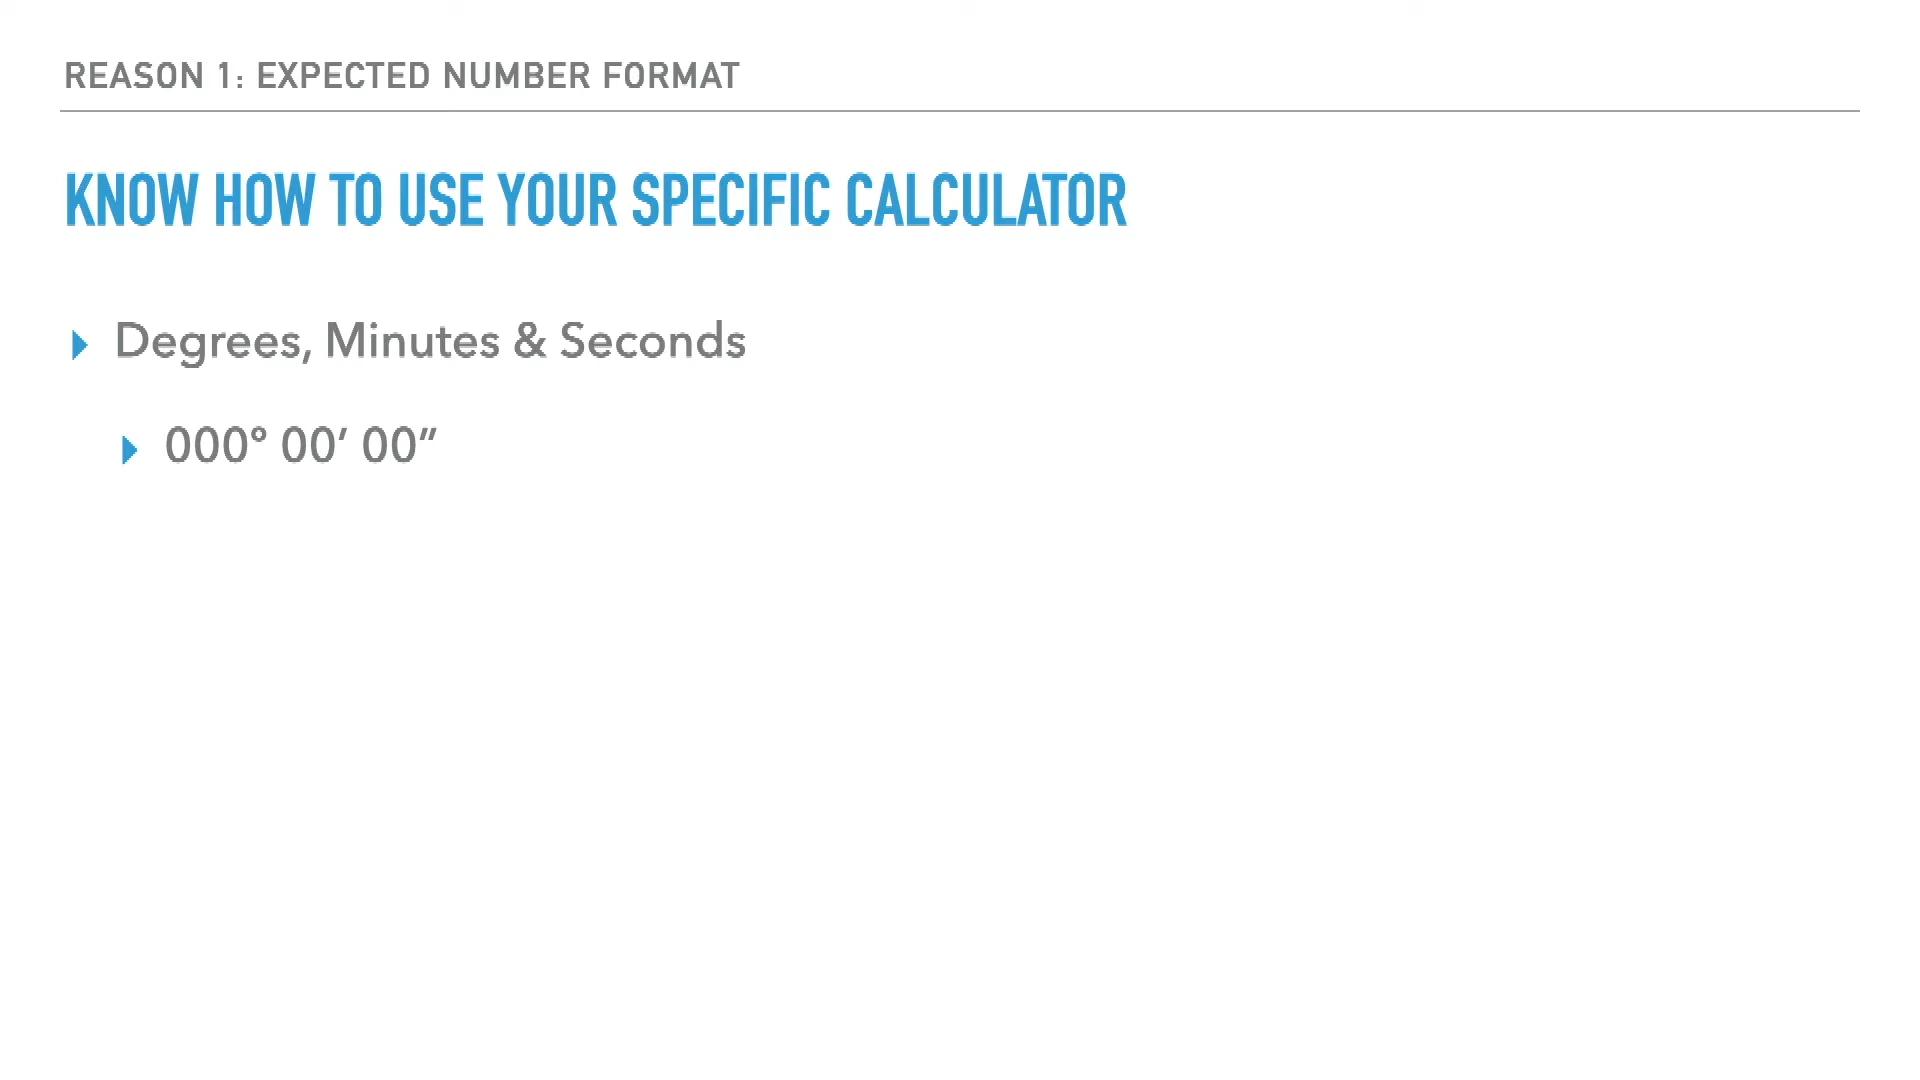 REASON 1: EXPECTED NUMBER FORMAT
KNOW HOW TO USE YOUR SPECIFIC CALCULATOR
Degrees, Minutes & Seconds
000° 00′ 00″